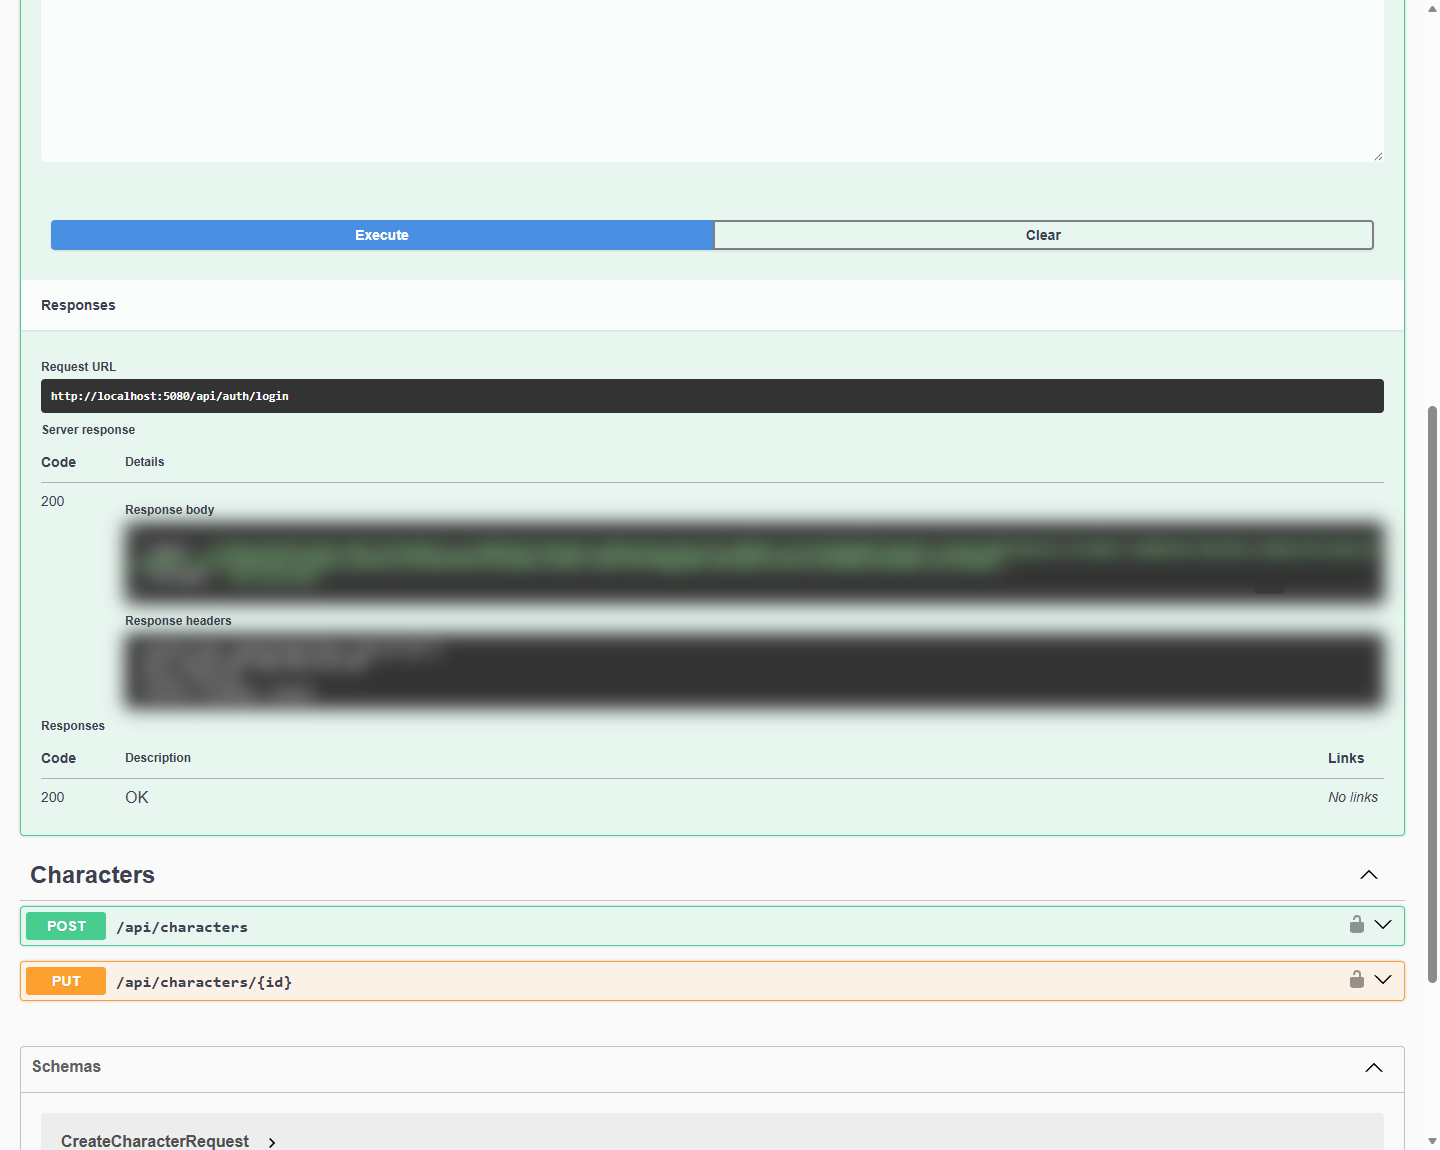 Execute
Clear
Responses
Request URL
http://localhost:5080/api/auth/login
Server response
Code Details
200
Response body
Response headers
Responses
Code Description Links
200 OK No links
Characters
POST /api/characters
PUT /api/characters/{id}
Schemas
CreateCharacterRequest